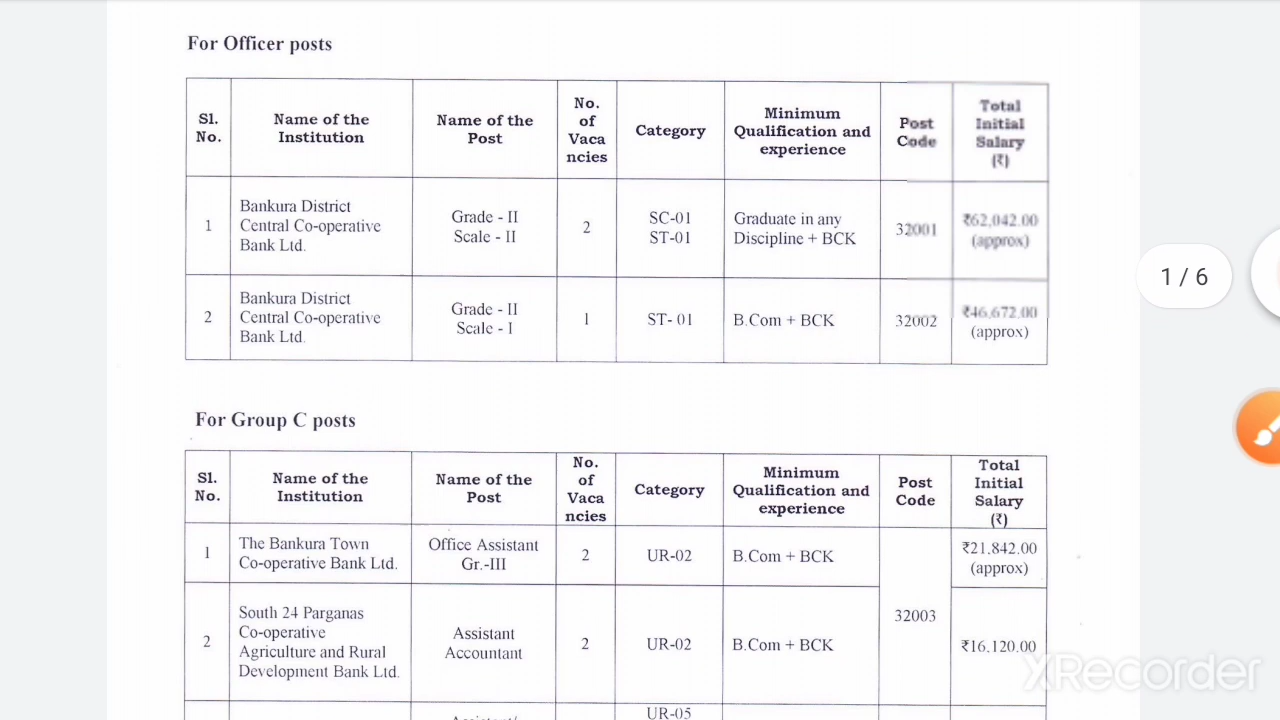 For Officer posts
Sl. No. Name of the Institution Name of the Post No. of Vaca ncies Category Minimum Qualification and experience Post Code Total Initial Salary (₹)
1 Bankura District Central Co-operative Bank Ltd. Grade - II Scale - II 2 SC-01 ST-01 Graduate in any Discipline + BCK 32001 ₹62,042.00 (approx)
2 Bankura District Central Co-operative Bank Ltd. Grade - II Scale - I 1 ST- 01 B.Com + BCK 32002 ₹46,672.00 (approx)
1 / 6
For Group C posts
Sl. No. Name of the Institution Name of the Post No. of Vaca ncies Category Minimum Qualification and experience Post Code Total Initial Salary (₹)
1 The Bankura Town Co-operative Bank Ltd. Office Assistant Gr.-III 2 UR-02 B.Com + BCK 32003 ₹21,842.00 (approx)
2 South 24 Parganas Co-operative Agriculture and Rural Development Bank Ltd. Assistant Accountant 2 UR-02 B.Com + BCK ₹16,120.00
UR-05
XRecorder